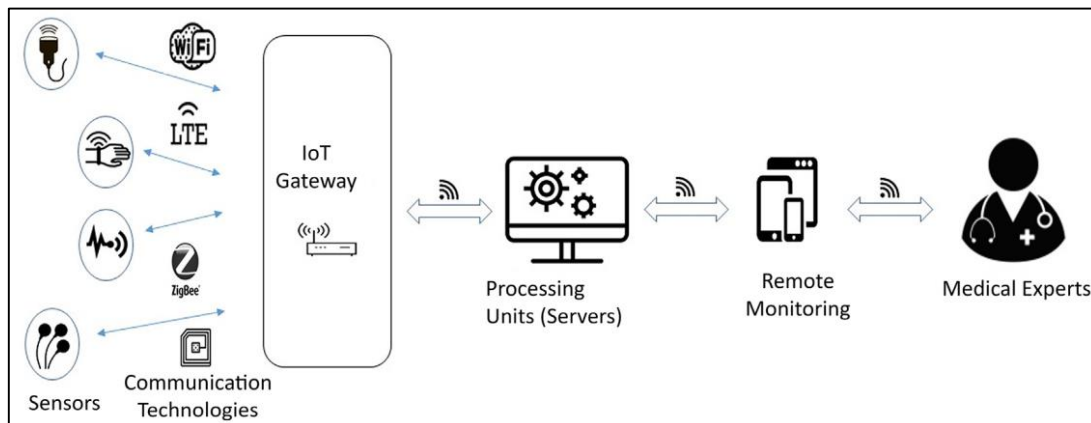 WiFi
LTE
IoT
Gateway
Z
ZigBee®
Processing
Units (Servers)
Remote
Monitoring
Medical Experts
Communication
Technologies
Sensors